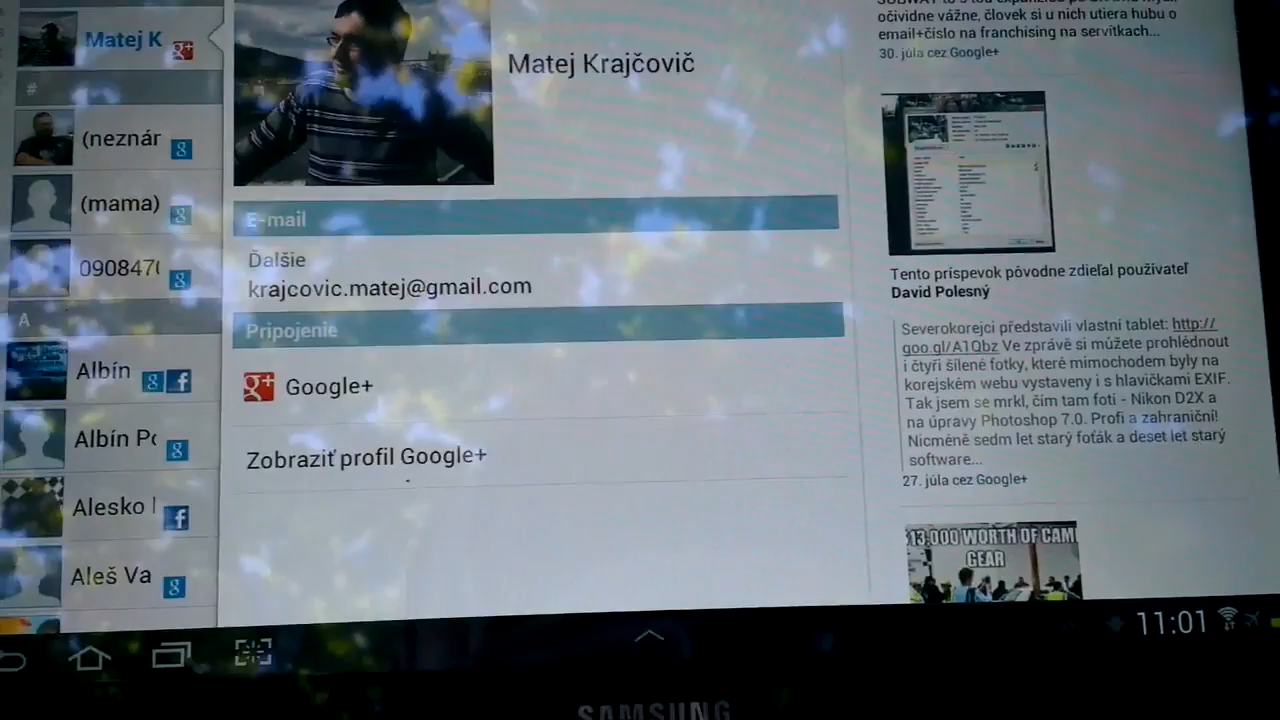 Matej K
#
(neznár
(mama)
090847(
A
Albín
Albín Po
Alesko
Aleš Va
Matej Krajčovič
E-mail
Ďalšie
krajcovic.matej@gmail.com
Pripojenie
Google+
Zobraziť profil Google+
očividne vážne, človek si u nich utiera hubu o
email+číslo na franchising na servítkach...
30. júla cez Google+
Tento príspevok pôvodne zdieľal používateľ
David Polesný
Severokorejci představili vlastní tablet: http://
goo.gl/A1Qbz Ve zprávě si můžete prohlédnout
i čtyři šílené fotky, které mimochodem byly na
korejském webu vystaveny i s hlavičkami EXIF.
Tak jsem se mrkl, čím tam fotí - Nikon D2X a
na úpravy Photoshop 7.0. Profi a zahraniční!
Nicméně sedm let starý foťák a deset let starý
software...
27. júla cez Google+
13,000 WORTH OF CAM
GEAR
11:01
SAMSUNG